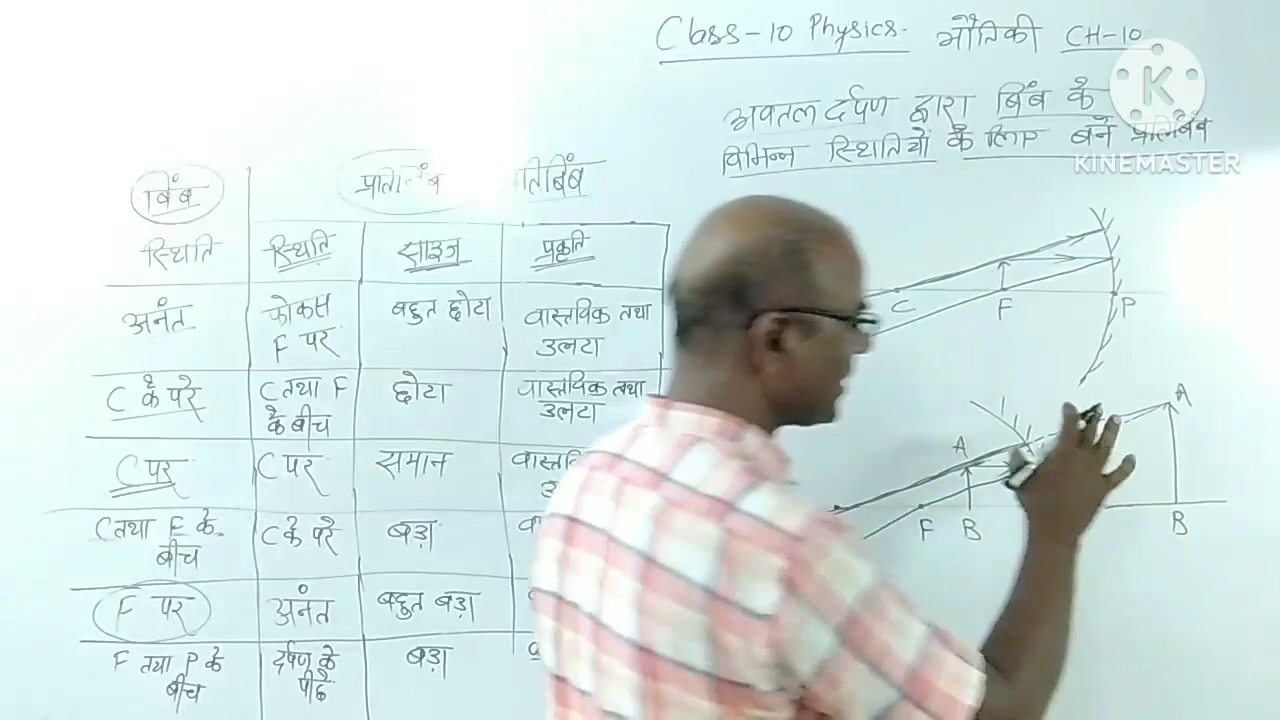 Class-10 Physics. भौतिकी CH-10
अवतल दर्पण द्वारा बिंब के
विभिन्न स्थितियों के लिए बने प्रतिबिंब
K
KINEMASTER
बिंब
स्थिति स्थिति साइज प्रकृति
अनंत फोकस F पर बहुत छोटा वास्तविक तथा उलटा
C के परे C तथा F के बीच छोटा वास्तविक तथा उलटा
C पर C पर समान
C तथा F के बीच C के परे बड़ा
F पर अनंत बहुत बड़ा
F तथा P के बीच दर्पण के पीछे बड़ा
C F P
A A
F B B